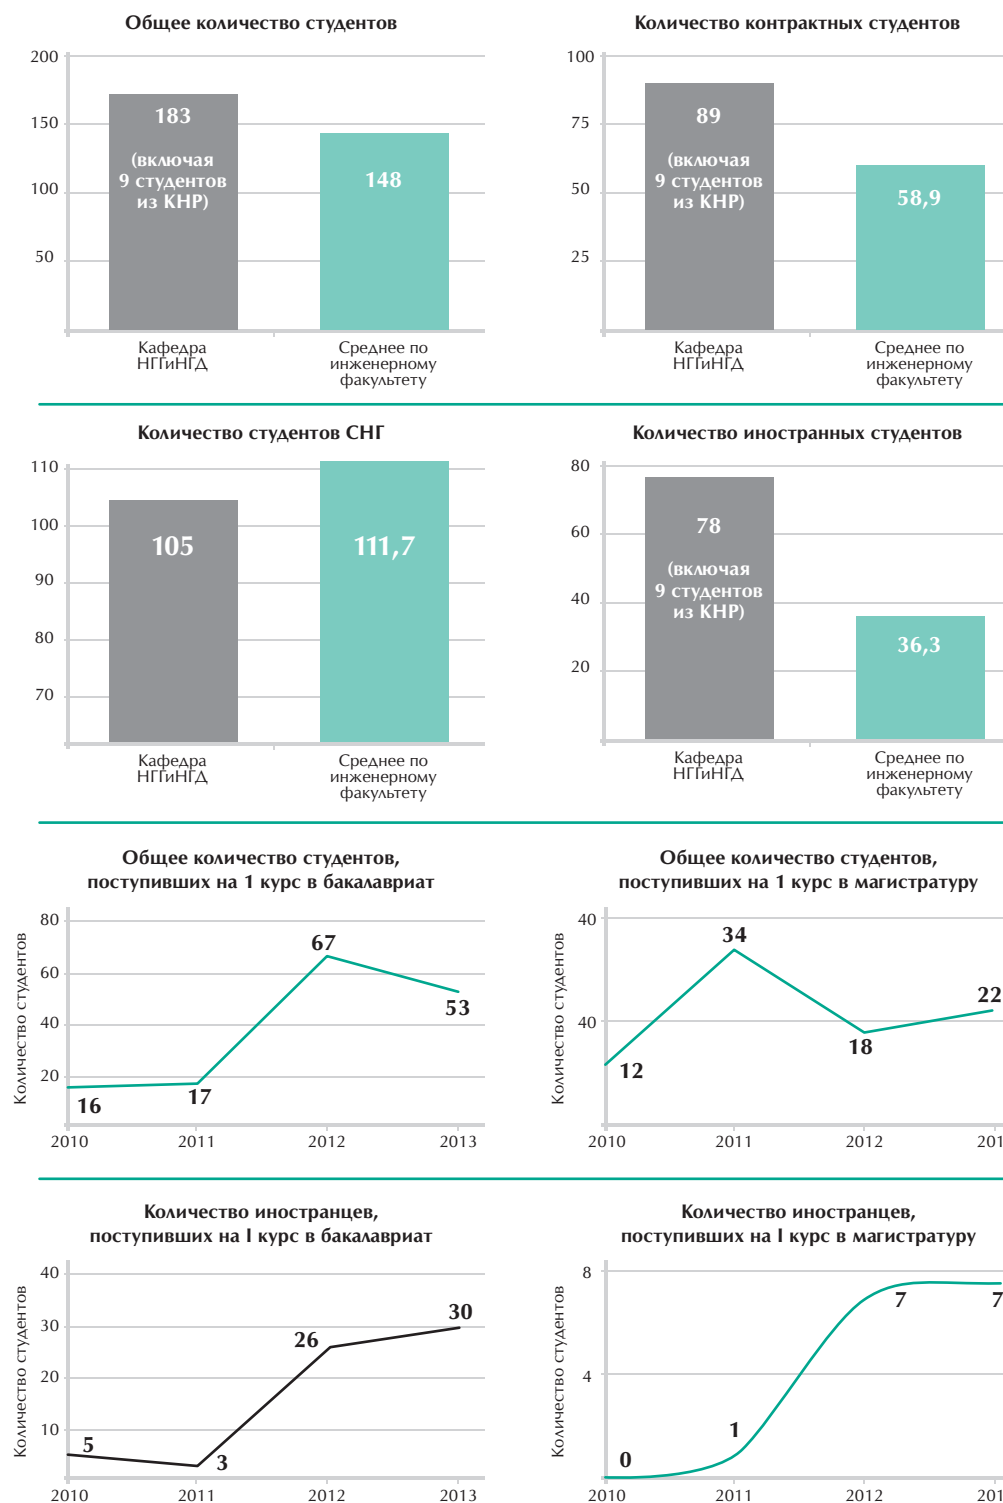 Общее количество студентов
200
150
100
50
183
(включая
9 студентов
из КНР)
148
Кафедра
НГГиНГД
Среднее по
инженерному
факультету
Количество контрактных студентов
100
75
50
25
89
(включая
9 студентов
из КНР)
58,9
Кафедра
НГГиНГД
Среднее по
инженерному
факультету
Количество студентов СНГ
110
100
90
80
70
105
111,7
Кафедра
НГГиНГД
Среднее по
инженерному
факультету
Количество иностранных студентов
80
60
40
20
78
(включая
9 студентов
из КНР)
36,3
Кафедра
НГГиНГД
Среднее по
инженерному
факультету
Общее количество студентов,
поступивших на 1 курс в бакалавриат
Количество студентов
80
60
40
20
16
17
67
53
2010
2011
2012
2013
Общее количество студентов,
поступивших на 1 курс в магистратуру
Количество студентов
40
40
12
34
18
22
2010
2011
2012
201
Количество иностранцев,
поступивших на I курс в бакалавриат
Количество студентов
40
30
20
10
5
3
26
30
2010
2011
2012
2013
Количество иностранцев,
поступивших на I курс в магистратуру
Количество студентов
8
4
0
1
7
7
2010
2011
2012
201